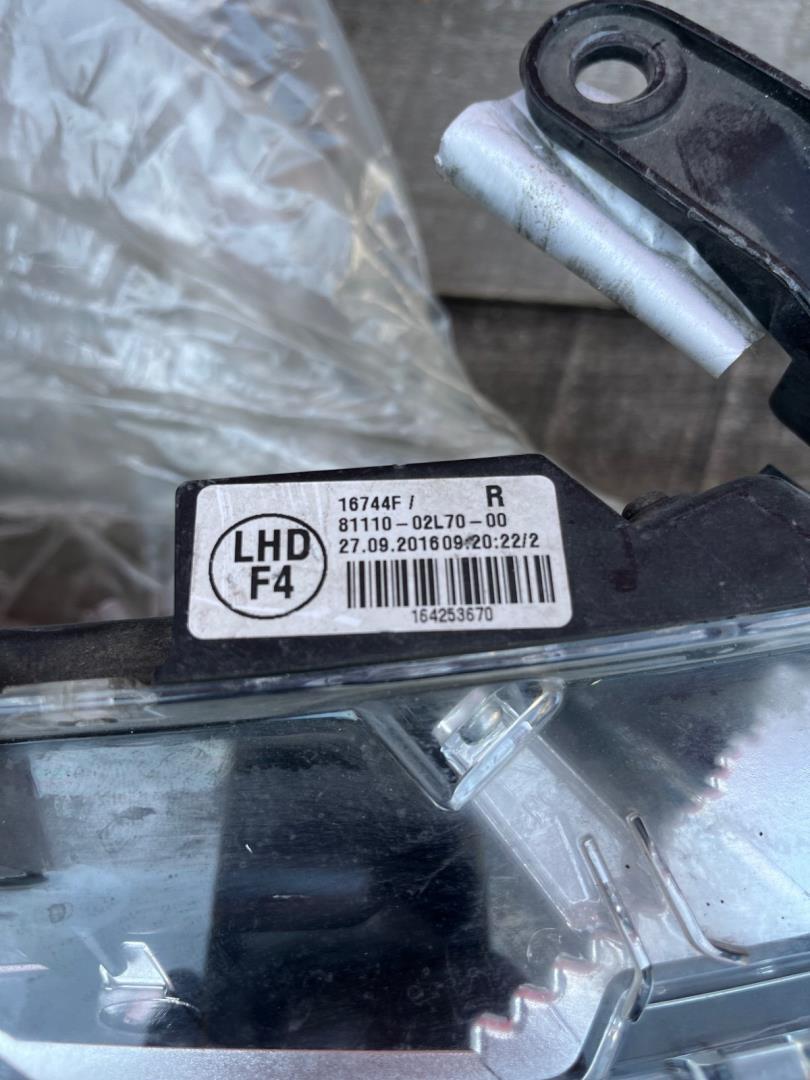 16744F / R
81110-02L70-00
27.09.2016 09:20:22/2
LHD
F4
164253670